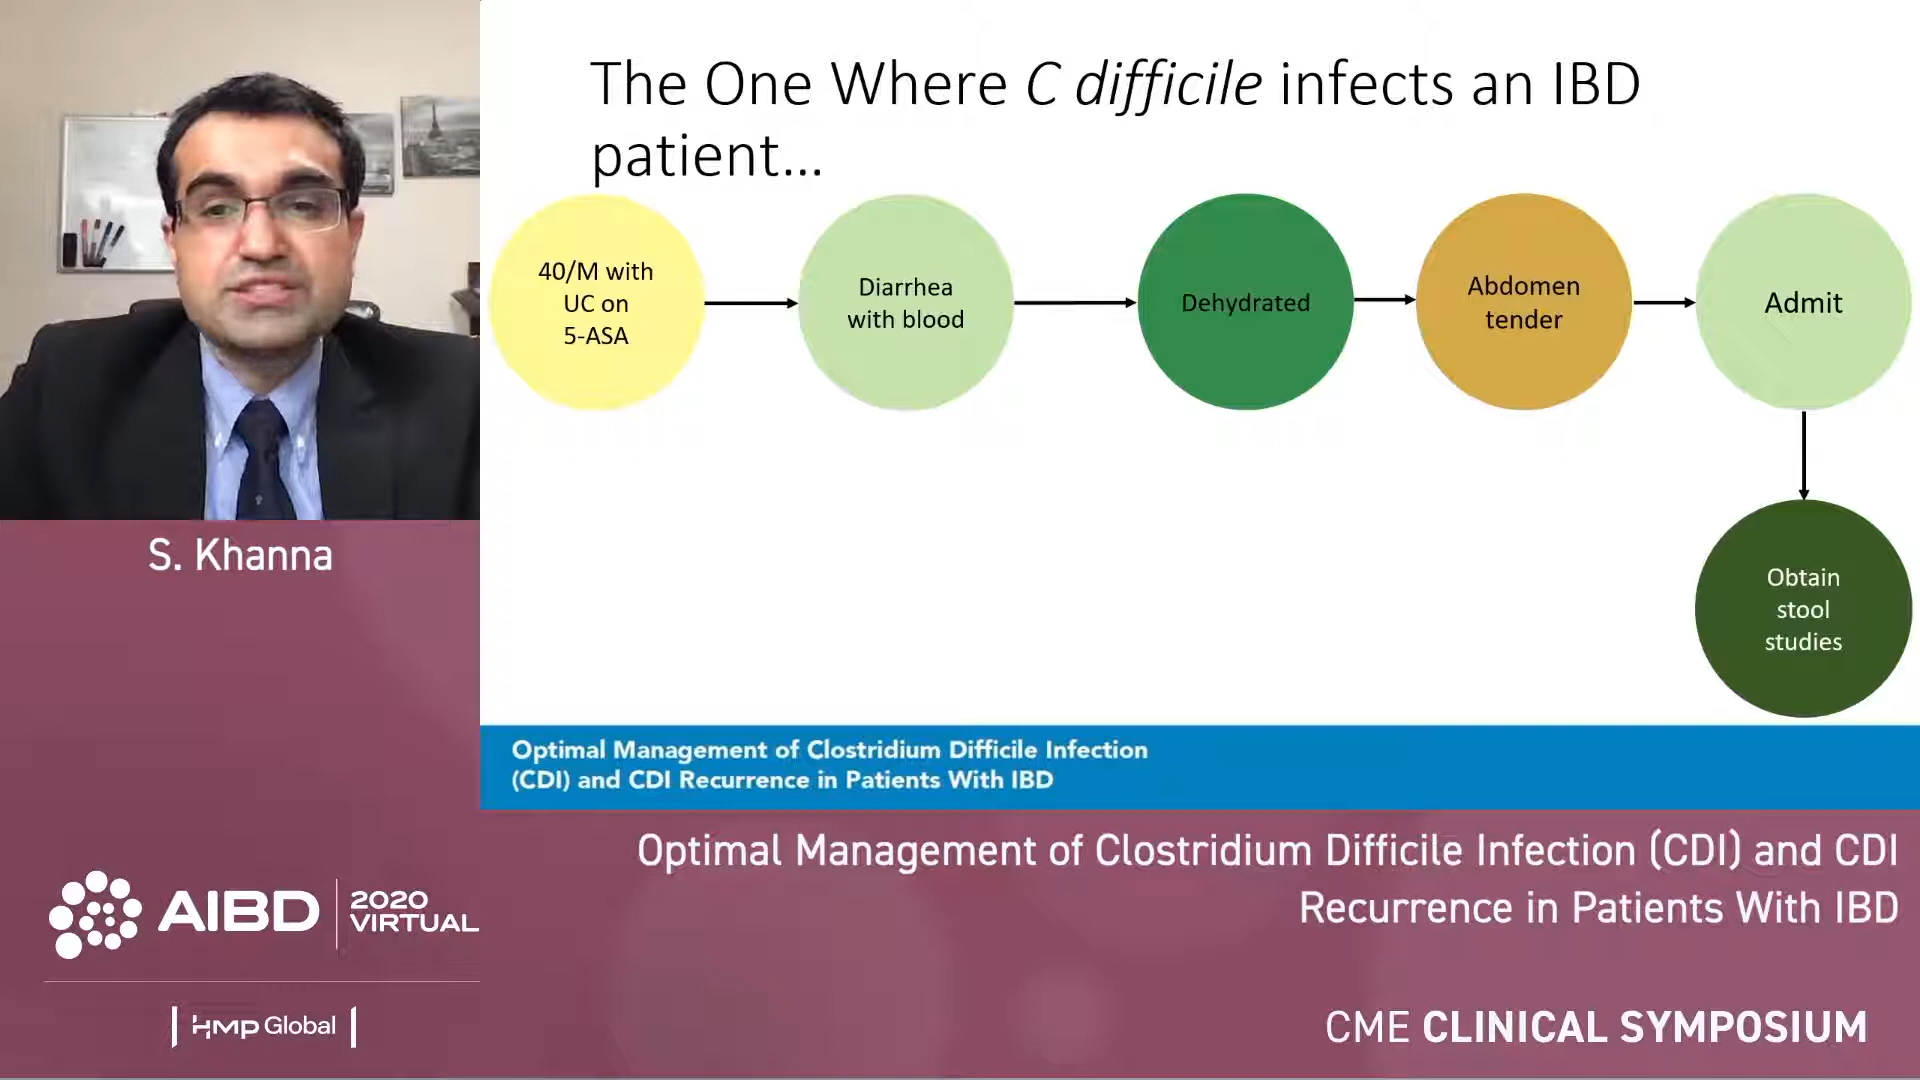 The One Where C difficile infects an IBD
patient...
40/M with
UC on
5-ASA
Diarrhea
with blood
Dehydrated
Abdomen
tender
Admit
Obtain
stool
studies
S. Khanna
Optimal Management of Clostridium Difficile Infection
(CDI) and CDI Recurrence in Patients With IBD
Optimal Management of Clostridium Difficile Infection (CDI) and CDI
Recurrence in Patients With IBD
AIBD
2020
VIRTUAL
HMP Global
CME CLINICAL SYMPOSIUM